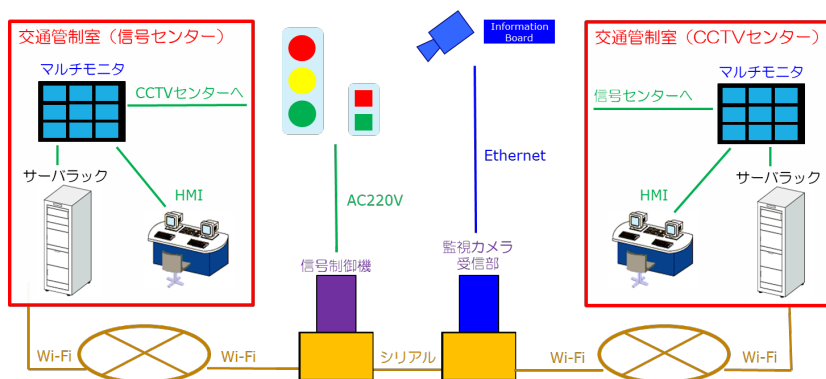 交通管制室（信号センター）
マルチモニタ
CCTVセンターへ
サーバラック
HMI
Information
Board
Ethernet
AC220V
信号制御機
監視カメラ
受信部
交通管制室（CCTVセンター）
マルチモニタ
信号センターへ
サーバラック
HMI
Wi-Fi
Wi-Fi
シリアル
Wi-Fi
Wi-Fi